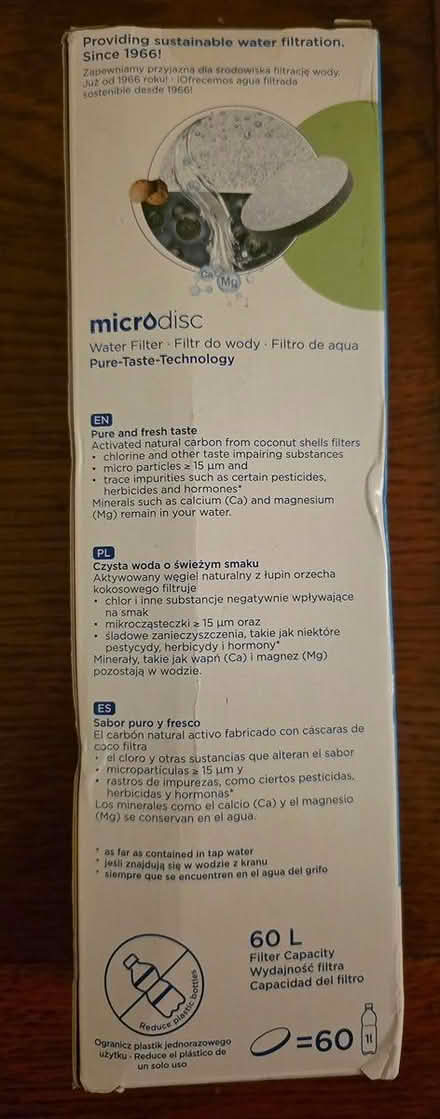 Providing sustainable water filtration.
Since 1966!
Zapewniamy przyjazną dla środowiska filtrację wody.
Już od 1966 roku! · ¡Ofrecemos agua filtrada
sostenible desde 1966!
Ca Mg
microdisc
Water Filter · Filtr do wody · Filtro de agua
Pure-Taste-Technology
EN
Pure and fresh taste
Activated natural carbon from coconut shells filters
• chlorine and other taste impairing substances
• micro particles ≥ 15 µm and
• trace impurities such as certain pesticides,
herbicides and hormones*
Minerals such as calcium (Ca) and magnesium
(Mg) remain in your water.
PL
Czysta woda o świeżym smaku
Aktywowany węgiel naturalny z łupin orzecha
kokosowego filtruje
• chlor i inne substancje negatywnie wpływające
na smak
• mikrocząsteczki ≥ 15 µm oraz
• śladowe zanieczyszczenia, takie jak niektóre
pestycydy, herbicydy i hormony*
Minerały, takie jak wapń (Ca) i magnez (Mg)
pozostają w wodzie.
ES
Sabor puro y fresco
El carbón natural activo fabricado con cáscaras de
coco filtra
• el cloro y otras sustancias que alteran el sabor
• micropartículas ≥ 15 µm y
• rastros de impurezas, como ciertos pesticidas,
herbicidas y hormonas*
Los minerales como el calcio (Ca) y el magnesio
(Mg) se conservan en el agua.
* as far as contained in tap water
* jeśli znajdują się w wodzie z kranu
* siempre que se encuentren en el agua del grifo
Reduce plastic bottles
Ogranicz plastik jednorazowego
użytku · Reduce el plástico de
un solo uso
60 L
Filter Capacity
Wydajność filtra
Capacidad del filtro
=60 1l